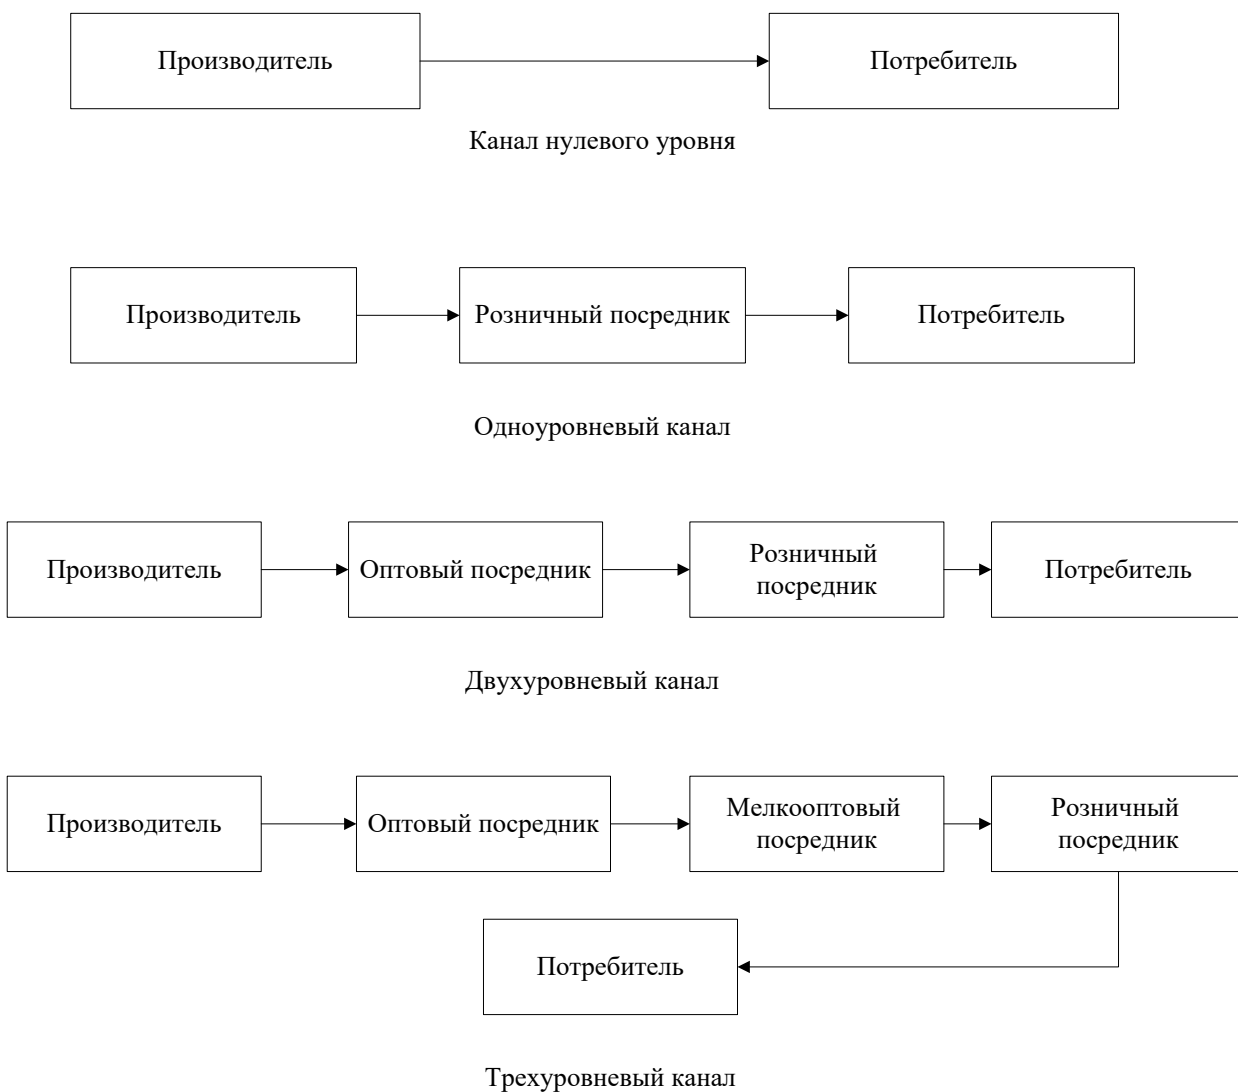 Производитель
Потребитель
Канал нулевого уровня
Производитель
Розничный посредник
Потребитель
Одноуровневый канал
Производитель
Оптовый посредник
Розничный
посредник
Потребитель
Двухуровневый канал
Производитель
Оптовый посредник
Мелкооптовый
посредник
Розничный
посредник
Потребитель
Трехуровневый канал